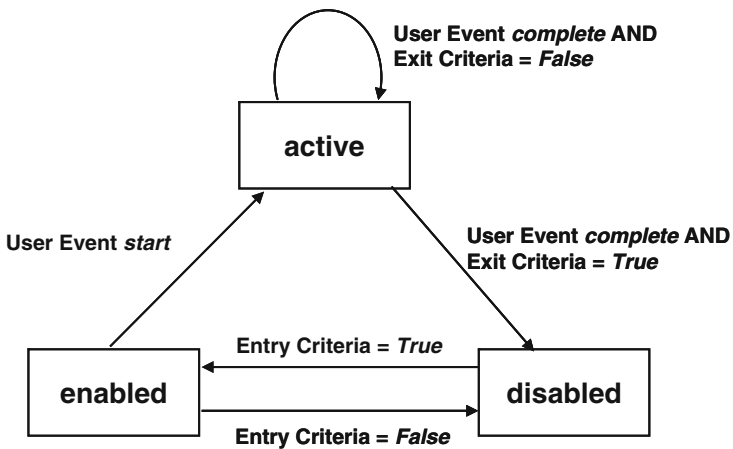 User Event complete AND
Exit Criteria = False
active
User Event start
User Event complete AND
Exit Criteria = True
Entry Criteria = True
enabled
disabled
Entry Criteria = False